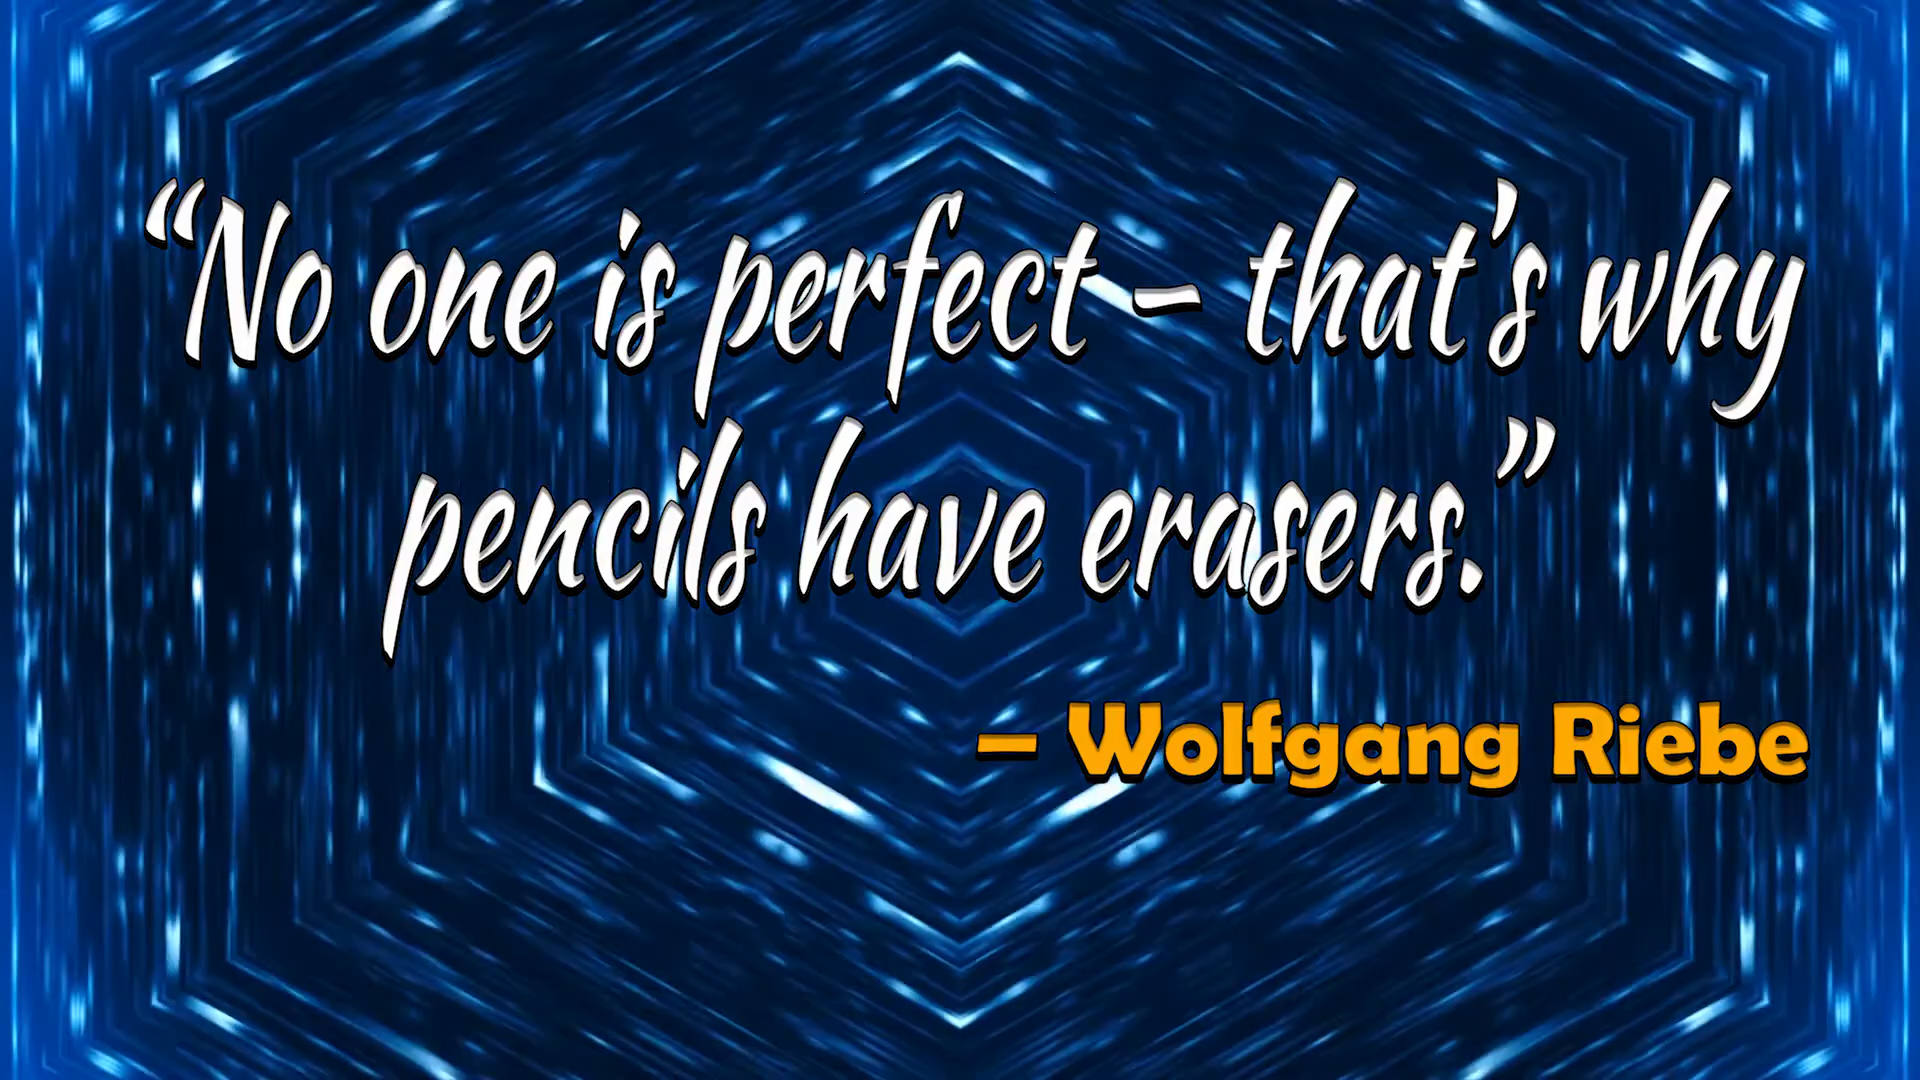 “No one is perfect – that’s why
pencils have erasers.”
– Wolfgang Riebe